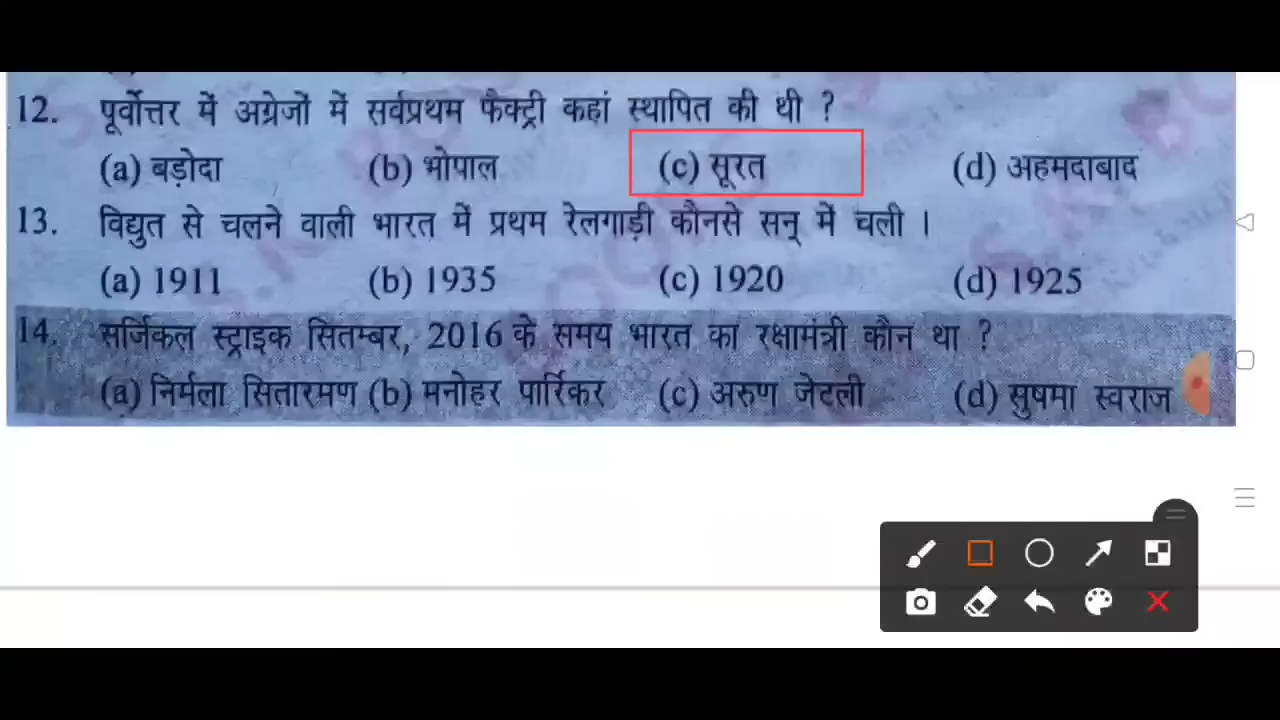 12. पूर्वोत्तर में अग्रेजों में सर्वप्रथम फैक्ट्री कहां स्थापित की थी ?
(a) बड़ोदा (b) भोपाल (c) सूरत (d) अहमदाबाद
13. विद्युत से चलने वाली भारत में प्रथम रेलगाड़ी कौनसे सन् में चली ।
(a) 1911 (b) 1935 (c) 1920 (d) 1925
14. सर्जिकल स्ट्राइक सितम्बर, 2016 के समय भारत का रक्षामंत्री कौन था ?
(a) निर्मला सितारमण (b) मनोहर पार्रिकर (c) अरुण जेटली (d) सुषमा स्वराज